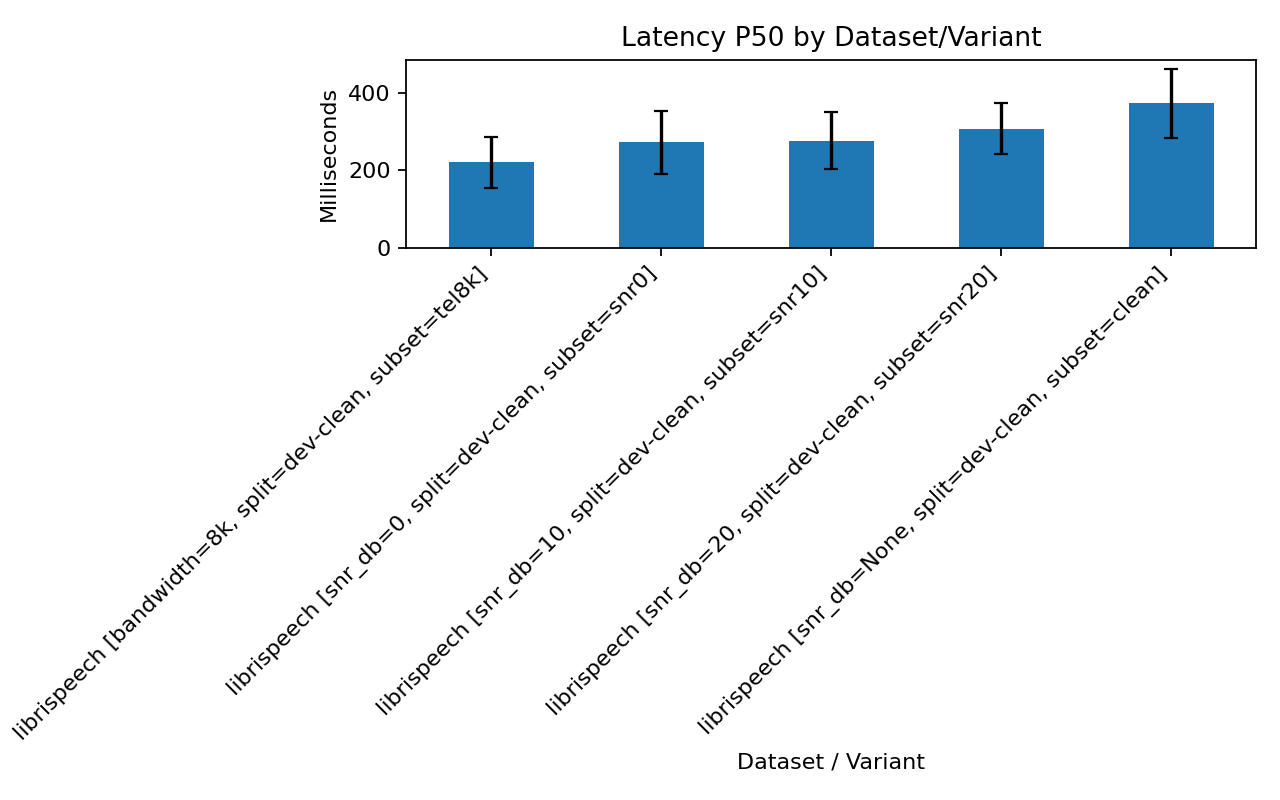 Latency P50 by Dataset/Variant
Milliseconds
400
200
0
librispeech [bandwidth=8k, split=dev-clean, subset=tel8k]
librispeech [snr_db=0, split=dev-clean, subset=snr0]
librispeech [snr_db=10, split=dev-clean, subset=snr10]
librispeech [snr_db=20, split=dev-clean, subset=snr20]
librispeech [snr_db=None, split=dev-clean, subset=clean]
Dataset / Variant